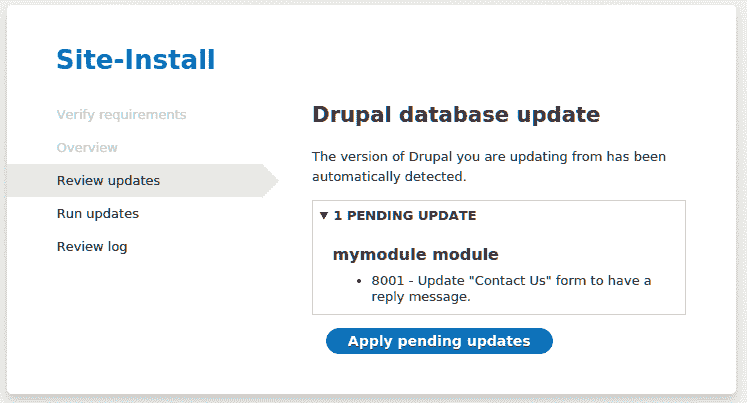 Site-Install
Verify requirements
Overview
Review updates
Run updates
Review log
Drupal database update
The version of Drupal you are updating from has been
automatically detected.
▼ 1 PENDING UPDATE
mymodule module
• 8001 - Update "Contact Us" form to have a
reply message.
Apply pending updates